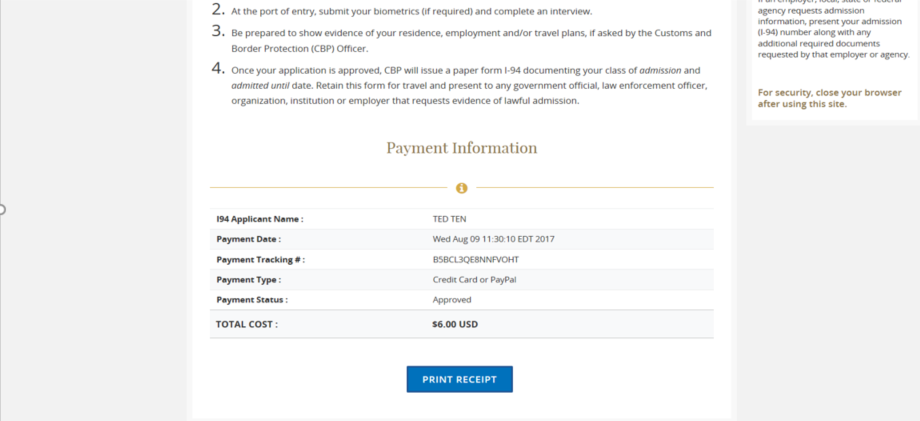 2. At the port of entry, submit your biometrics (if required) and complete an interview.
3. Be prepared to show evidence of your residence, employment and/or travel plans, if asked by the Customs and
Border Protection (CBP) Officer.
4. Once your application is approved, CBP will issue a paper form I-94 documenting your class of admission and
admitted until date. Retain this form for travel and present to any government official, law enforcement officer,
organization, institution or employer that requests evidence of lawful admission.
Payment Information
I94 Applicant Name : TED TEN
Payment Date : Wed Aug 09 11:30:10 EDT 2017
Payment Tracking # : B5BCL3QE8NNFVOHT
Payment Type : Credit Card or PayPal
Payment Status : Approved
TOTAL COST : $6.00 USD
PRINT RECEIPT
agency requests admission
information, present your admission
(I-94) number along with any
additional required documents
requested by that employer or agency.
For security, close your browser
after using this site.